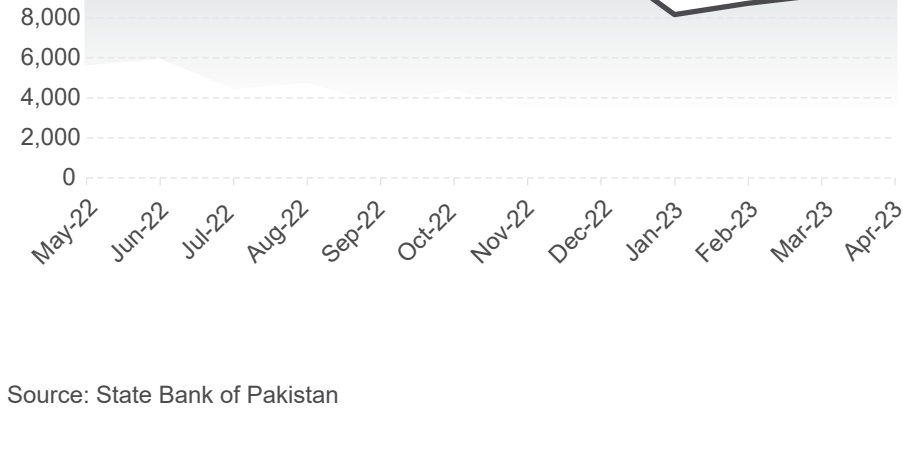 8,000
6,000
4,000
2,000
0
May-22 Jun-22 Jul-22 Aug-22 Sep-22 Oct-22 Nov-22 Dec-22 Jan-23 Feb-23 Mar-23 Apr-23
Source: State Bank of Pakistan